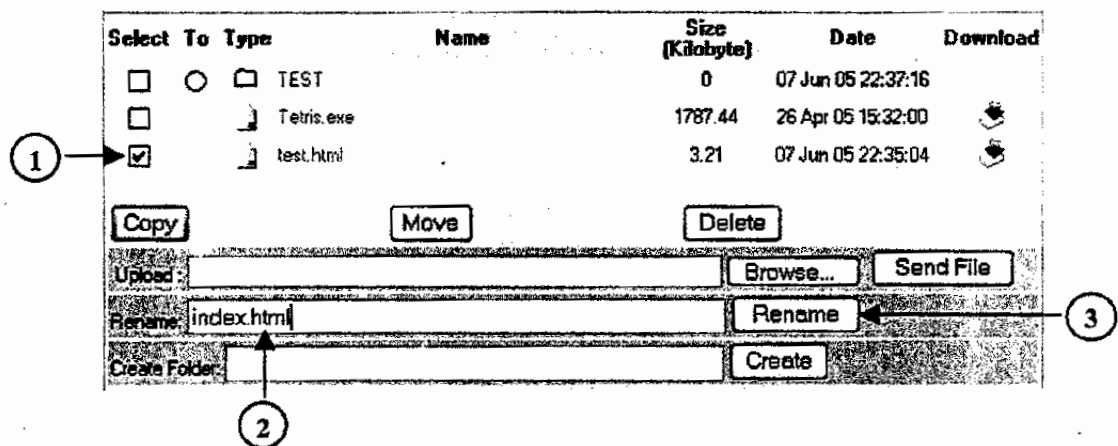 Select To Type Name Size (Kilobyte) Date Download
TEST 0 07 Jun 05 22:37:16
Tetris.exe 1787.44 26 Apr 05 15:32:00
1 test.html 3.21 07 Jun 05 22:35:04
Copy Move Delete
Upload : Browse... Send File
Rename: index.html Rename 3
Create Folder: Create
2